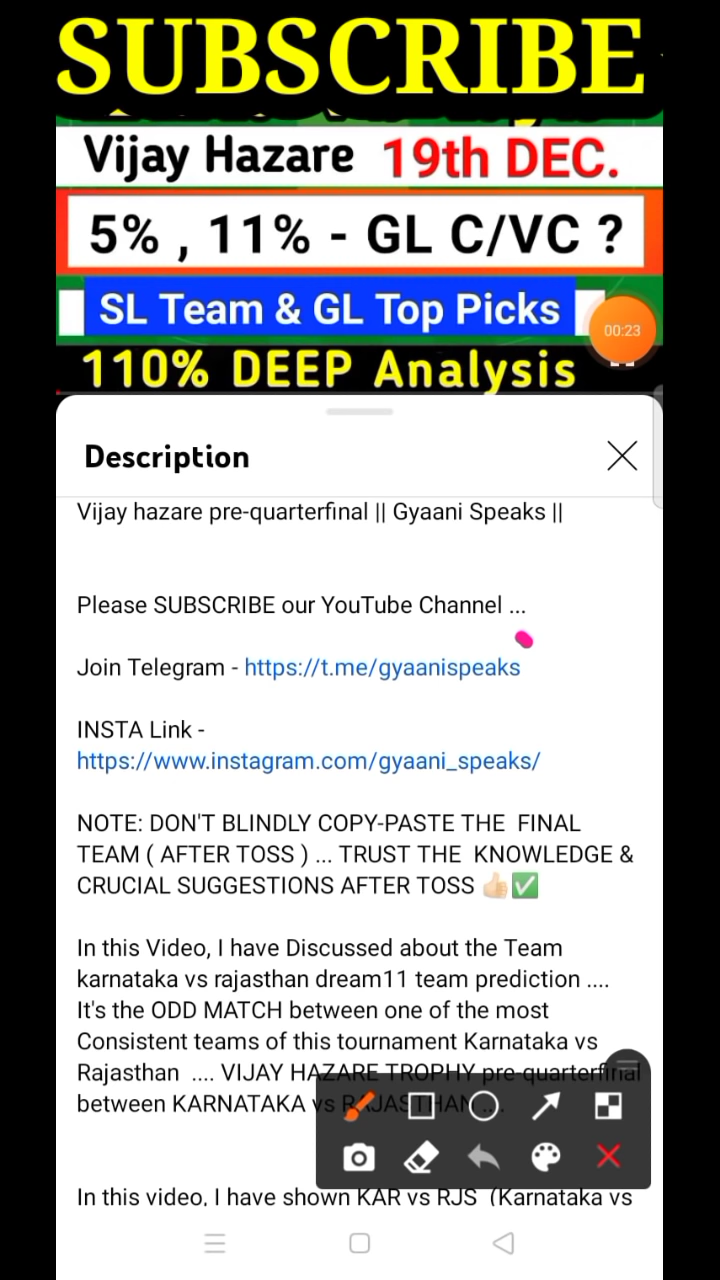 SUBSCRIBE
Vijay Hazare 19th DEC.
5% , 11% - GL C/VC ?
SL Team & GL Top Picks
00:23
110% DEEP Analysis
Description
Vijay hazare pre-quarterfinal || Gyaani Speaks ||
Please SUBSCRIBE our YouTube Channel ...
Join Telegram - https://t.me/gyaanispeaks
INSTA Link -
https://www.instagram.com/gyaani_speaks/
NOTE: DON'T BLINDLY COPY-PASTE THE FINAL
TEAM ( AFTER TOSS ) ... TRUST THE KNOWLEDGE &
CRUCIAL SUGGESTIONS AFTER TOSS 👍🏻✅
In this Video, I have Discussed about the Team
karnataka vs rajasthan dream11 team prediction ....
It's the ODD MATCH between one of the most
Consistent teams of this tournament Karnataka vs
Rajasthan .... VIJAY HAZARE TROPHY pre-quarterfinal
between KARNATAKA vs RAJASTHAN ....
In this video, I have shown KAR vs RJS (Karnataka vs